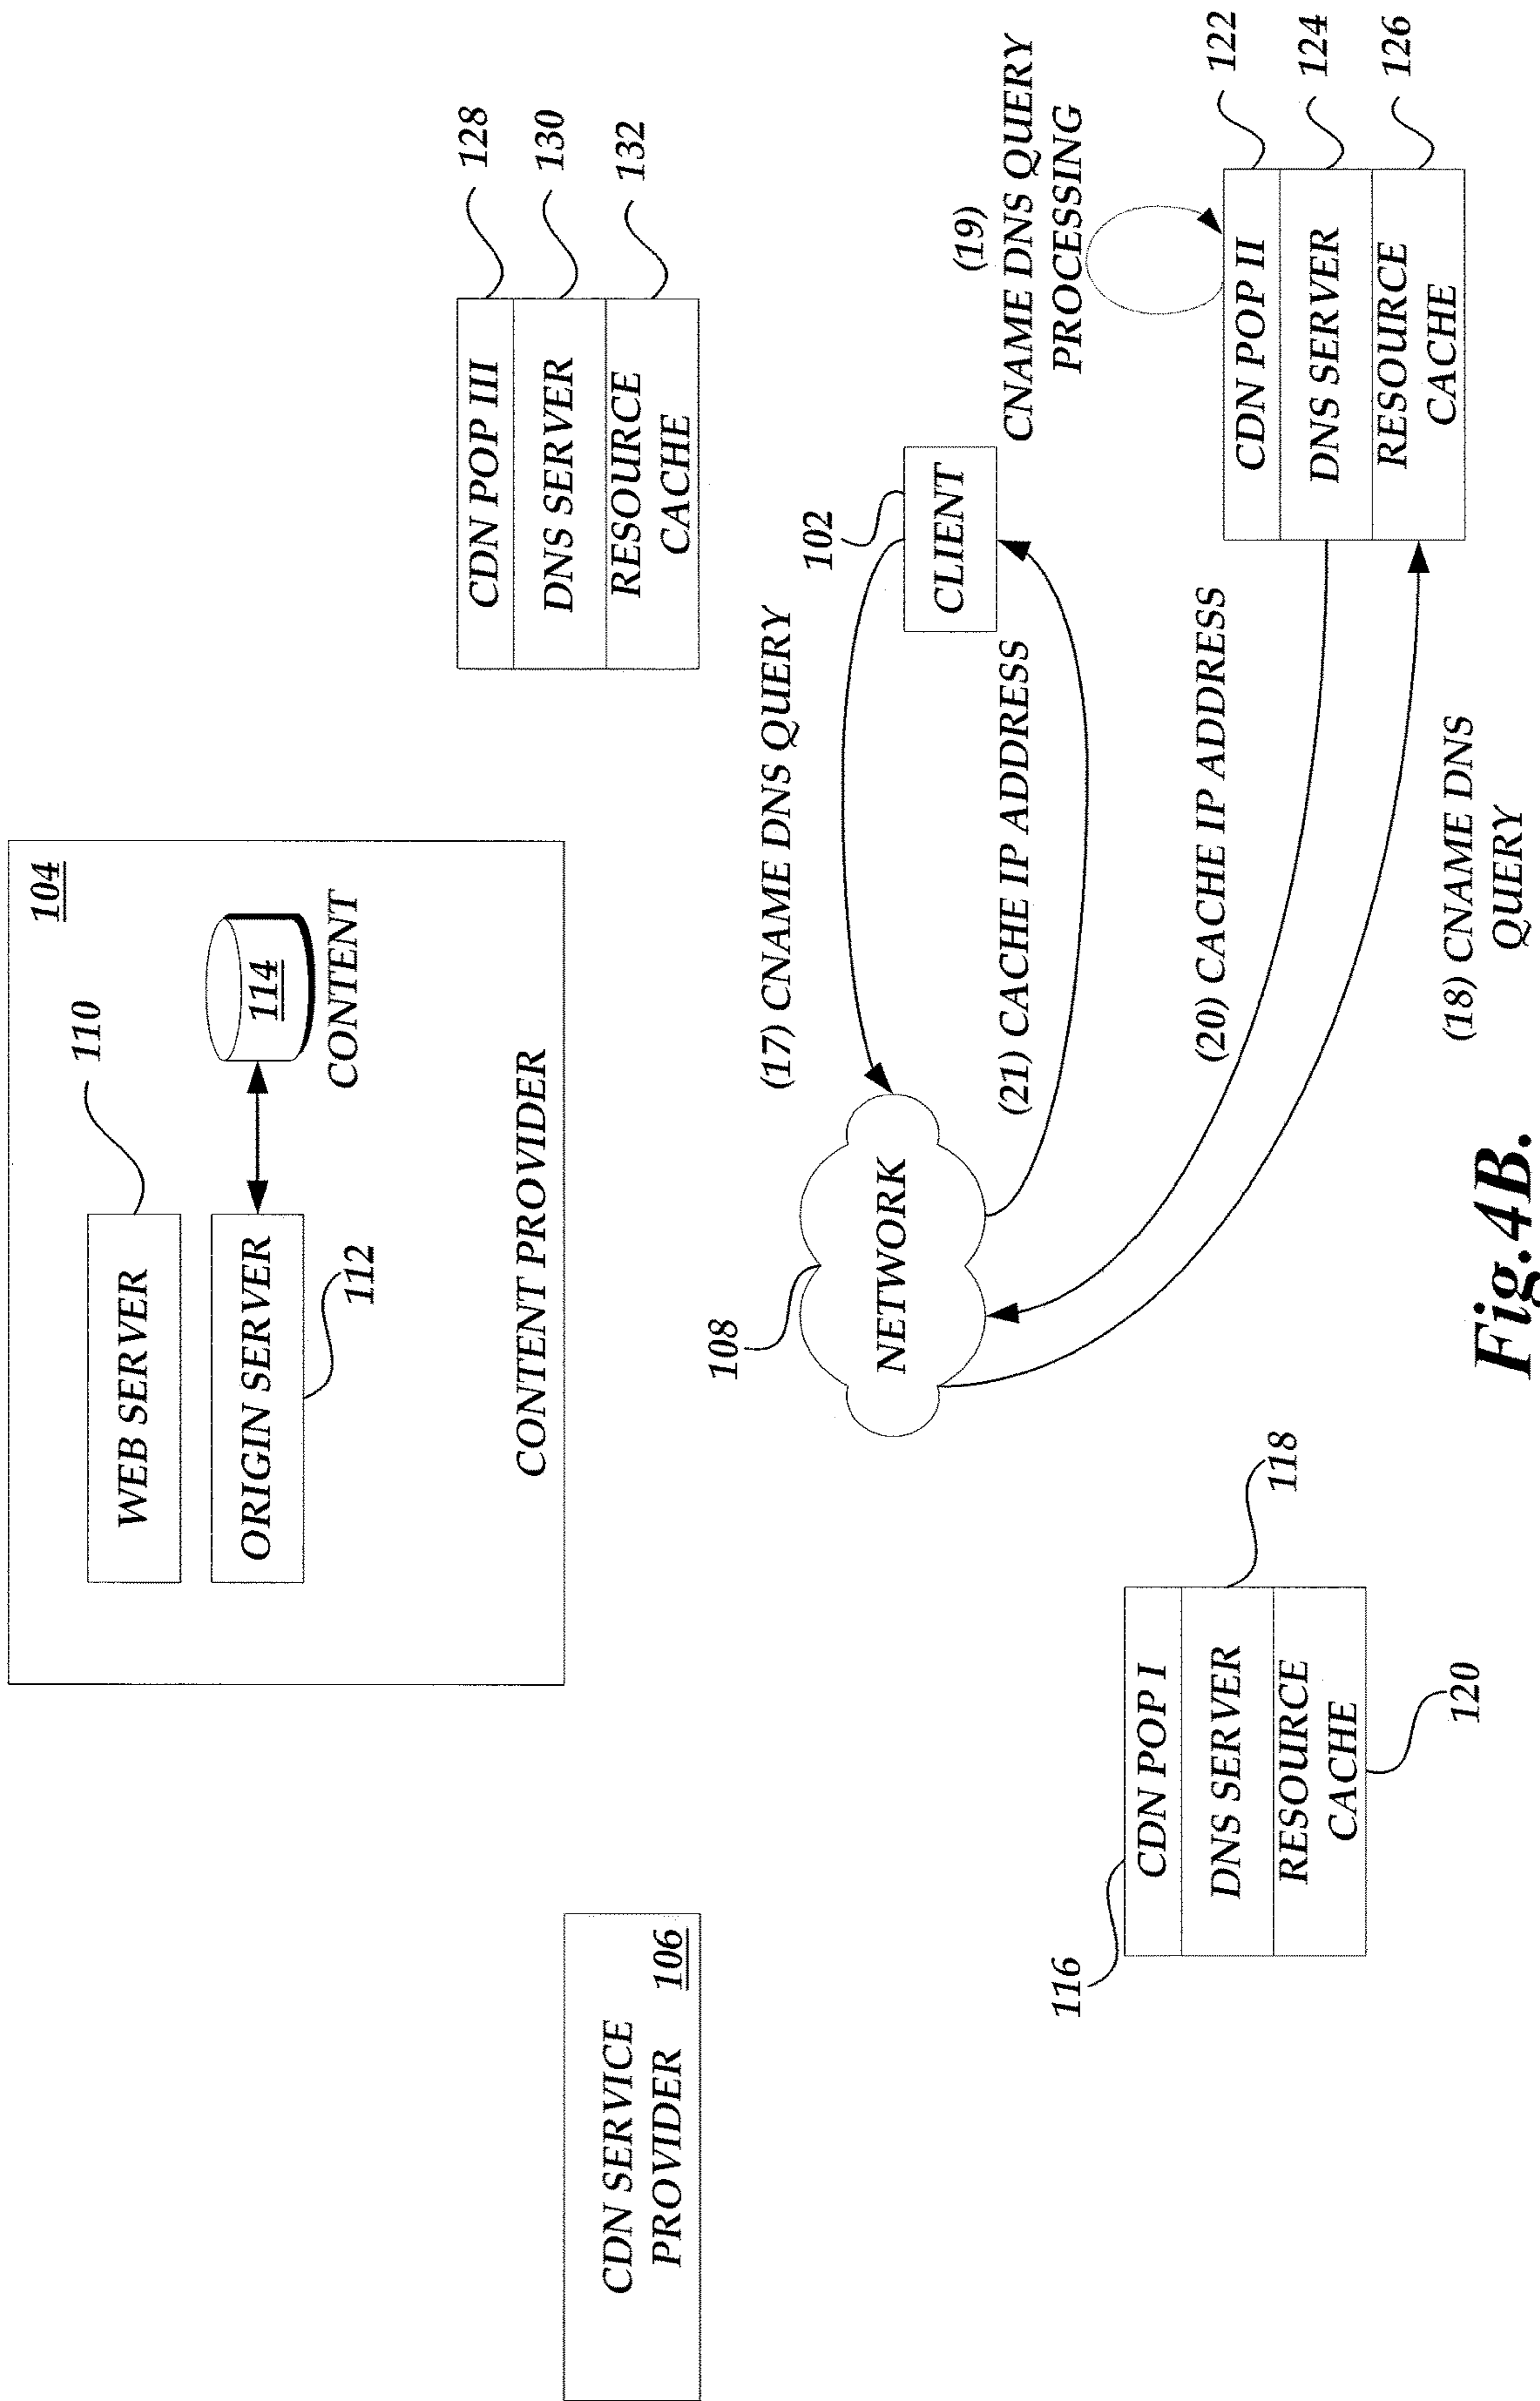 104
110
WEB SERVER
ORIGIN SERVER
114
CONTENT
112
CONTENT PROVIDER
CDN SERVICE
PROVIDER
106
128
CDN POP III
130
DNS SERVER
132
RESOURCE
CACHE
108
NETWORK
(17) CNAME DNS QUERY
102
CLIENT
(21) CACHE IP ADDRESS
(19)
CNAME DNS QUERY
PROCESSING
116
CDN POP I
118
DNS SERVER
RESOURCE
CACHE
120
(20) CACHE IP ADDRESS
122
CDN POP II
124
DNS SERVER
126
RESOURCE
CACHE
(18) CNAME DNS
QUERY
Fig.4B.